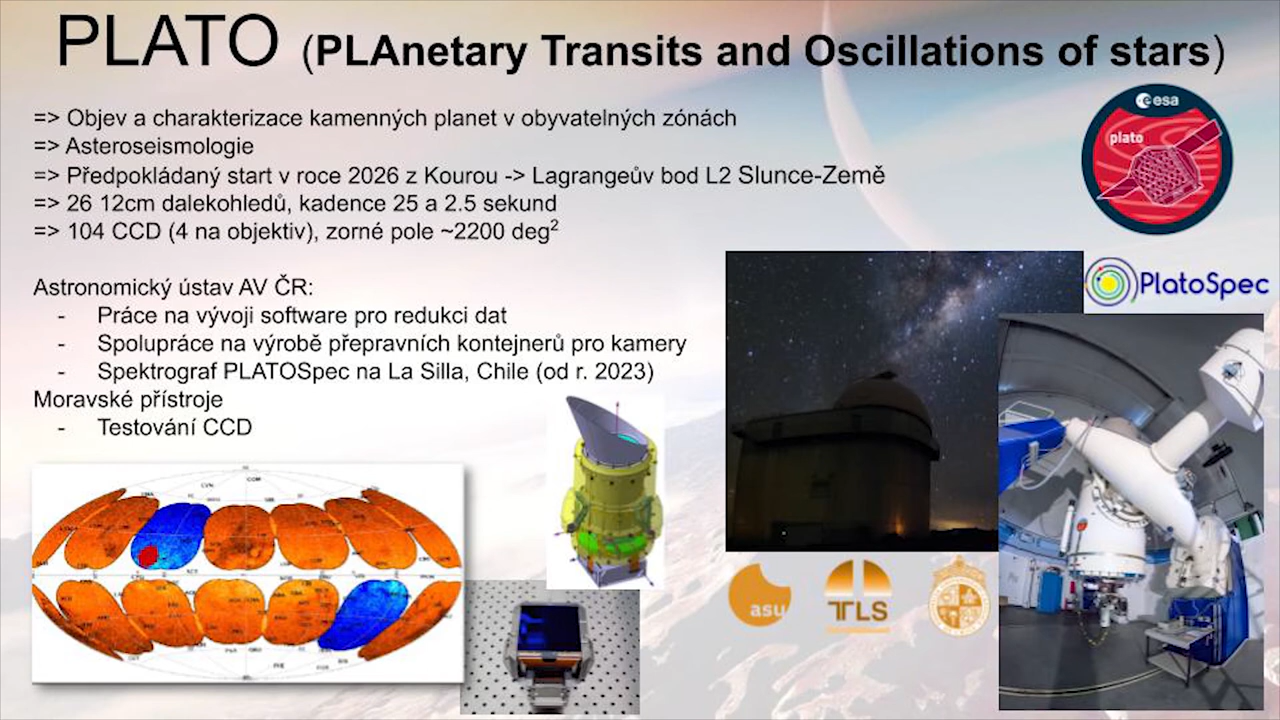 PLATO (PLAnetary Transits and Oscillations of stars)
=> Objev a charakterizace kamenných planet v obyvatelných zónách
=> Asteroseismologie
=> Předpokládaný start v roce 2026 z Kourou -> Lagrangeův bod L2 Slunce-Země
=> 26 12cm dalekohledů, kadence 25 a 2.5 sekund
=> 104 CCD (4 na objektiv), zorné pole ~2200 deg²
Astronomický ústav AV ČR:
- Práce na vývoji software pro redukci dat
- Spolupráce na výrobě přepravních kontejnerů pro kamery
- Spektrograf PLATOSpec na La Silla, Chile (od r. 2023)
Moravské přístroje
- Testování CCD
esa
plato
PlatoSpec
asu
TLS